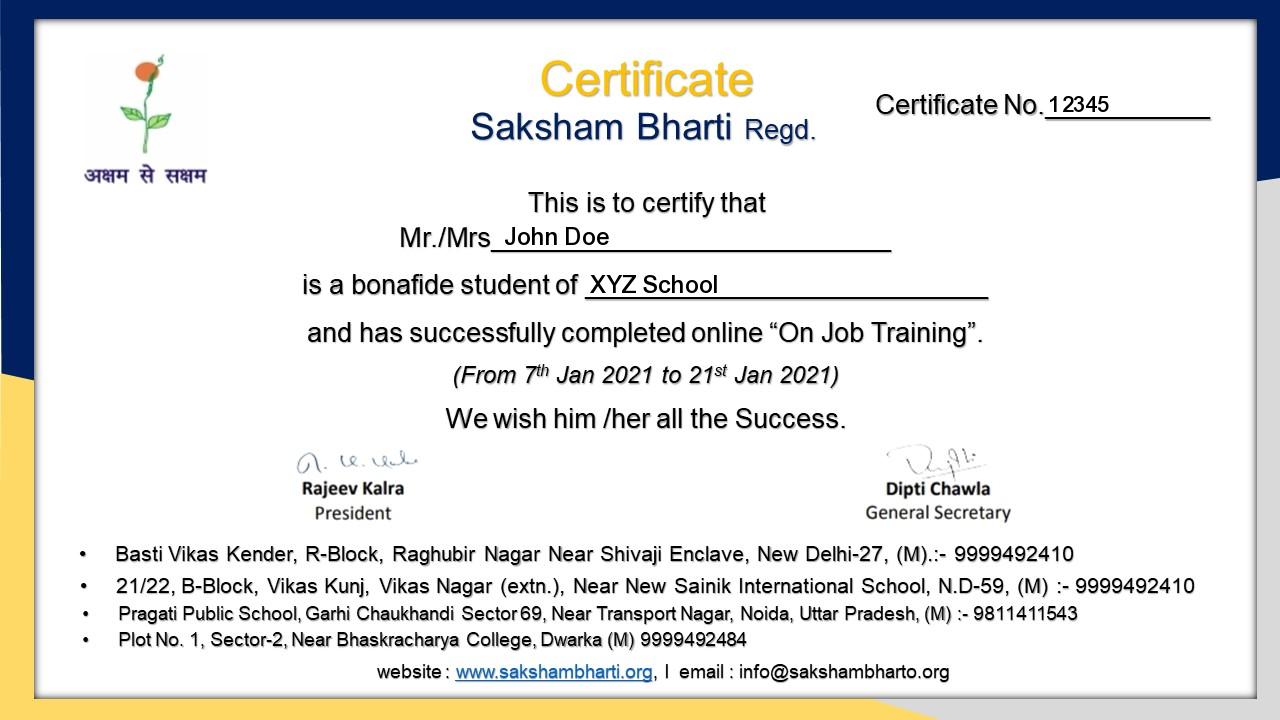 Certificate
Saksham Bharti Regd.
Certificate No. 12345
अक्षम से सक्षम
This is to certify that
Mr./Mrs John Doe
is a bonafide student of XYZ School
and has successfully completed online “On Job Training”.
(From 7th Jan 2021 to 21st Jan 2021)
We wish him /her all the Success.
Rajeev Kalra
President
Dipti Chawla
General Secretary
• Basti Vikas Kender, R-Block, Raghubir Nagar Near Shivaji Enclave, New Delhi-27, (M).:- 9999492410
• 21/22, B-Block, Vikas Kunj, Vikas Nagar (extn.), Near New Sainik International School, N.D-59, (M) :- 9999492410
• Pragati Public School, Garhi Chaukhandi Sector 69, Near Transport Nagar, Noida, Uttar Pradesh, (M) :- 9811411543
• Plot No. 1, Sector-2, Near Bhaskracharya College, Dwarka (M) 9999492484
website : www.sakshambharti.org, I email : info@sakshambharto.org